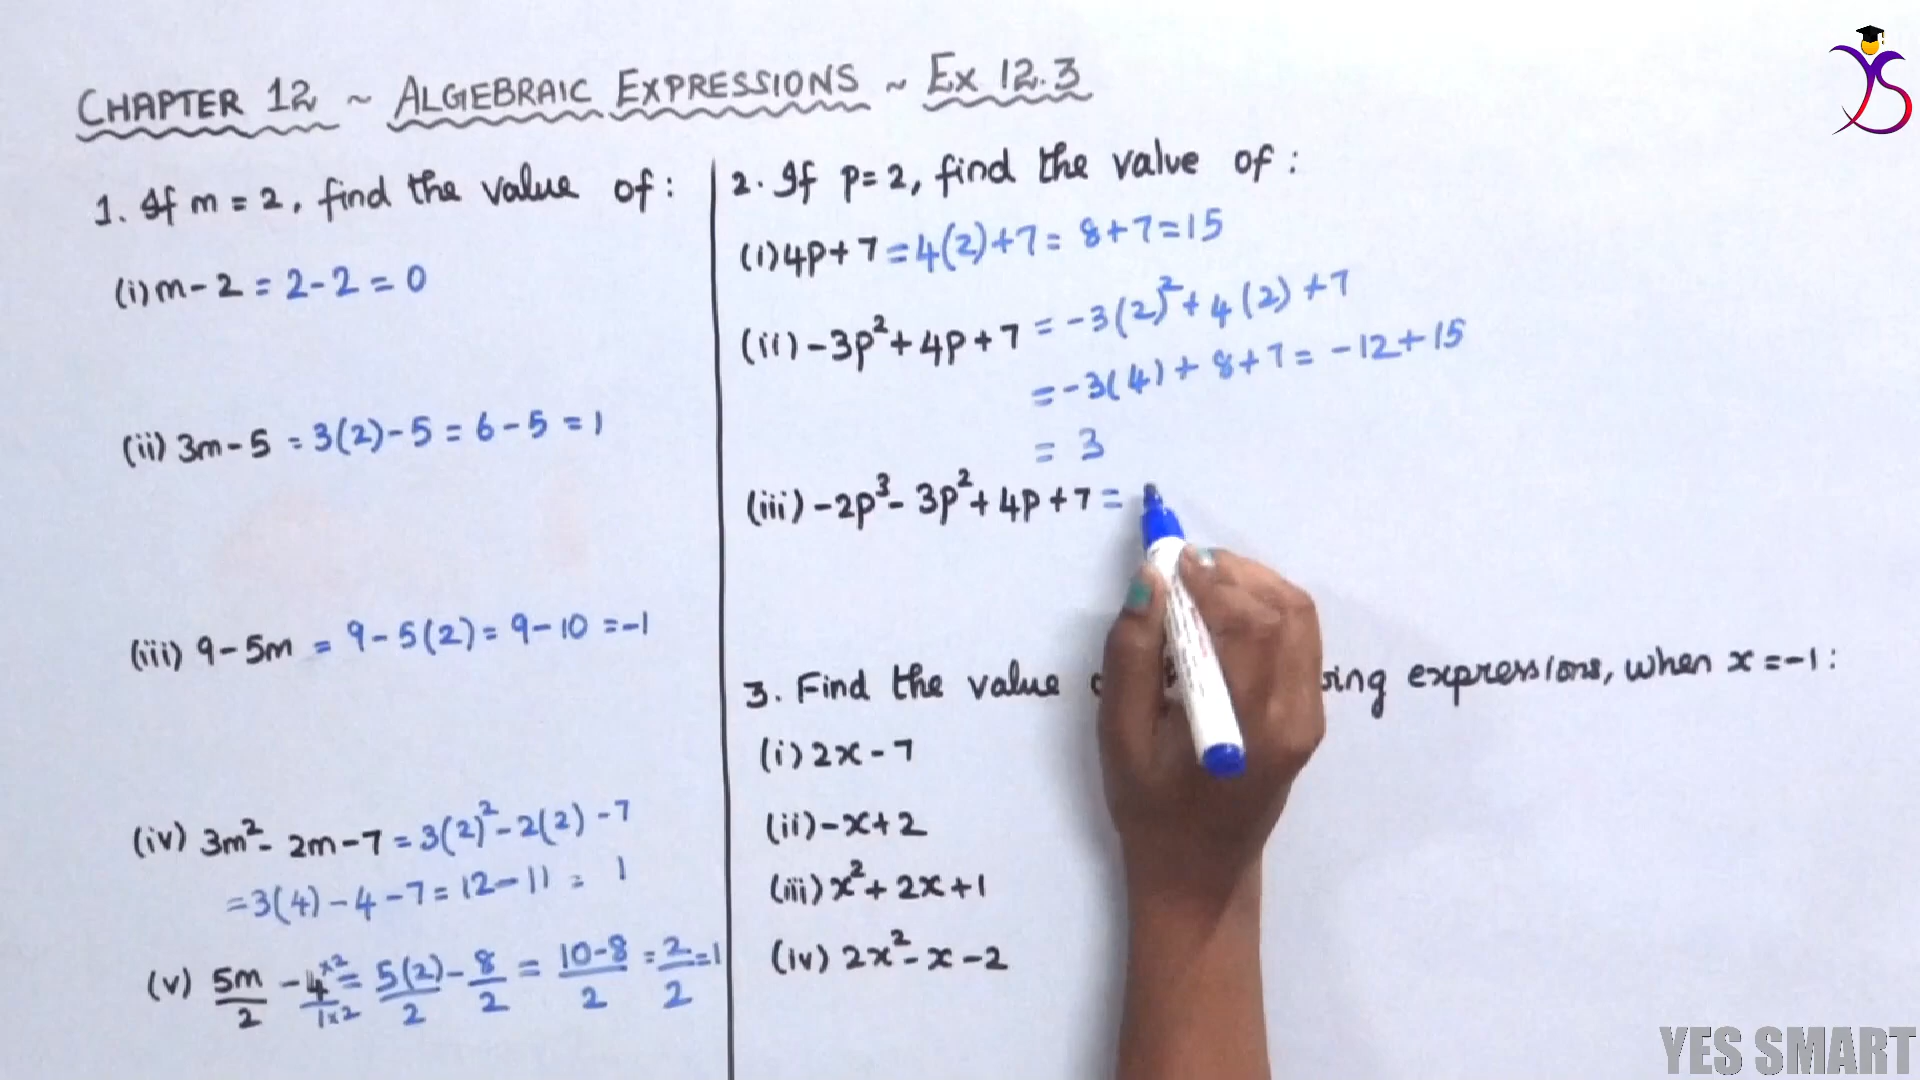 CHAPTER 12 ~ ALGEBRAIC EXPRESSIONS ~ EX 12.3
1. If m = 2, find the value of :
(i) m - 2 = 2 - 2 = 0
(ii) 3m - 5 = 3(2) - 5 = 6 - 5 = 1
(iii) 9 - 5m = 9 - 5(2) = 9 - 10 = -1
(iv) 3m² - 2m - 7 = 3(2)² - 2(2) - 7
= 3(4) - 4 - 7 = 12 - 11 = 1
(v) 5m/2 - 4×2/1×2 = 5(2)/2 - 8/2 = 10-8/2 = 2/2 = 1
2. If p = 2, find the value of :
(i) 4p + 7 = 4(2) + 7 = 8 + 7 = 15
(ii) -3p² + 4p + 7 = -3(2)² + 4(2) + 7
= -3(4) + 8 + 7 = -12 + 15
= 3
(iii) -2p³ - 3p² + 4p + 7 =
3. Find the value expressions, when x = -1 :
(i) 2x - 7
(ii) -x + 2
(iii) x² + 2x + 1
(iv) 2x² - x - 2
YS
YES SMART